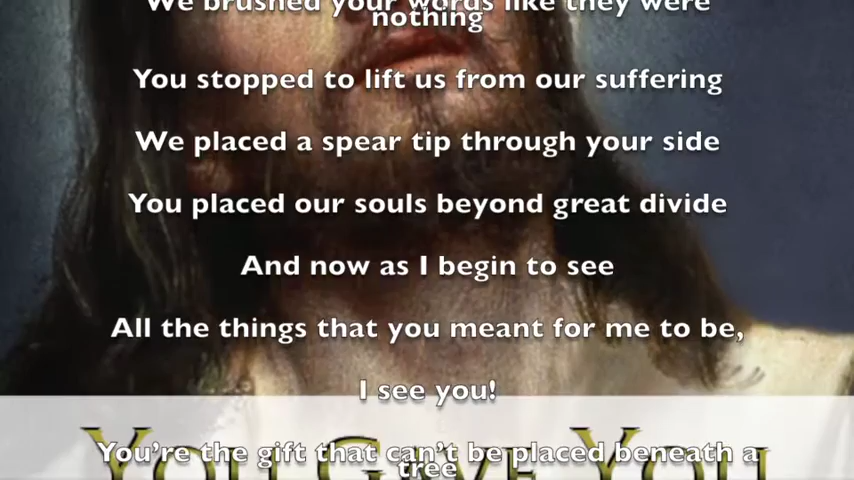 We brushed your words like they were
nothing
You stopped to lift us from our suffering
We placed a spear tip through your side
You placed our souls beyond great divide
And now as I begin to see
All the things that you meant for me to be,
I see you!
You're the gift that can't be placed beneath a
tree
You Gave You